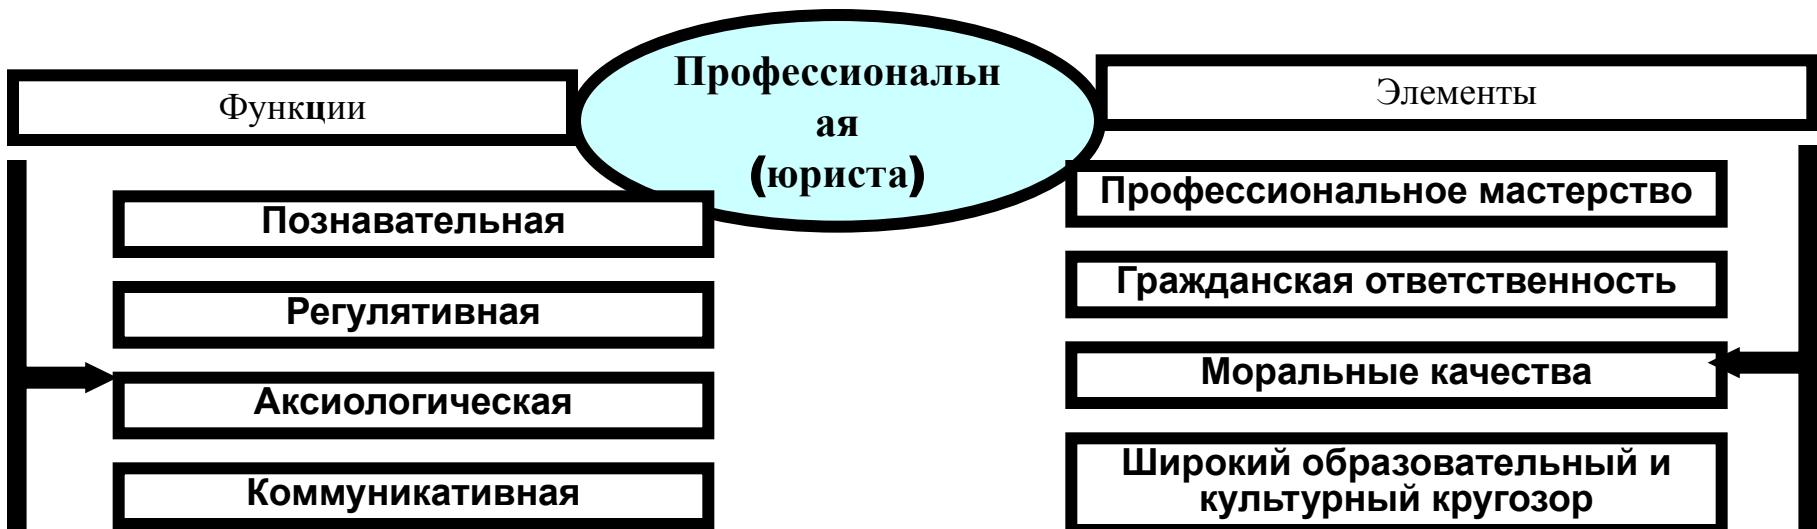 Функции
Профессиональн
ая
(юриста)
Элементы
Познавательная
Регулятивная
Аксиологическая
Коммуникативная
Профессиональное мастерство
Гражданская ответственность
Моральные качества
Широкий образовательный и
культурный кругозор